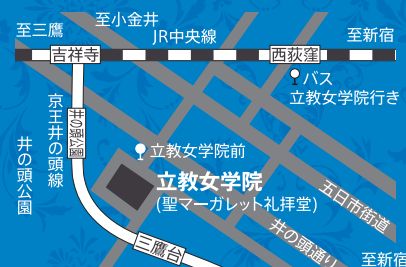 至小金井
至三鷹
JR中央線
至新宿
吉祥寺
西荻窪
バス
立教女学院行き
京王井の頭線
井の頭公園
井の頭公園
立教女学院前
立教女学院
(聖マーガレット礼拝堂)
五日市街道
井の頭通り
三鷹台
至新宿